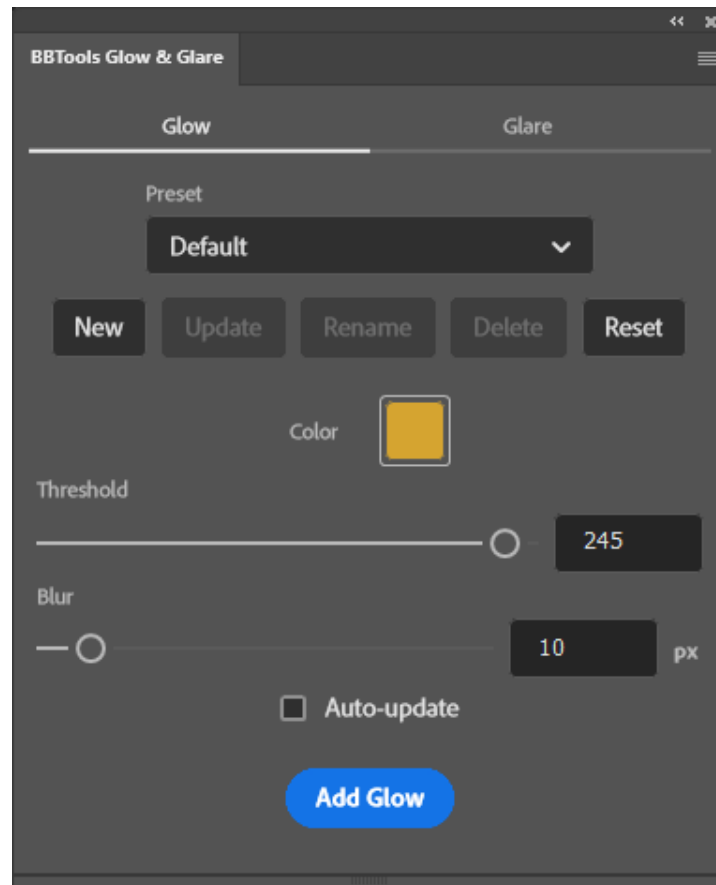 BBTools Glow & Glare
Glow Glare
Preset
Default
New Update Rename Delete Reset
Color
Threshold
245
Blur
10 px
Auto-update
Add Glow